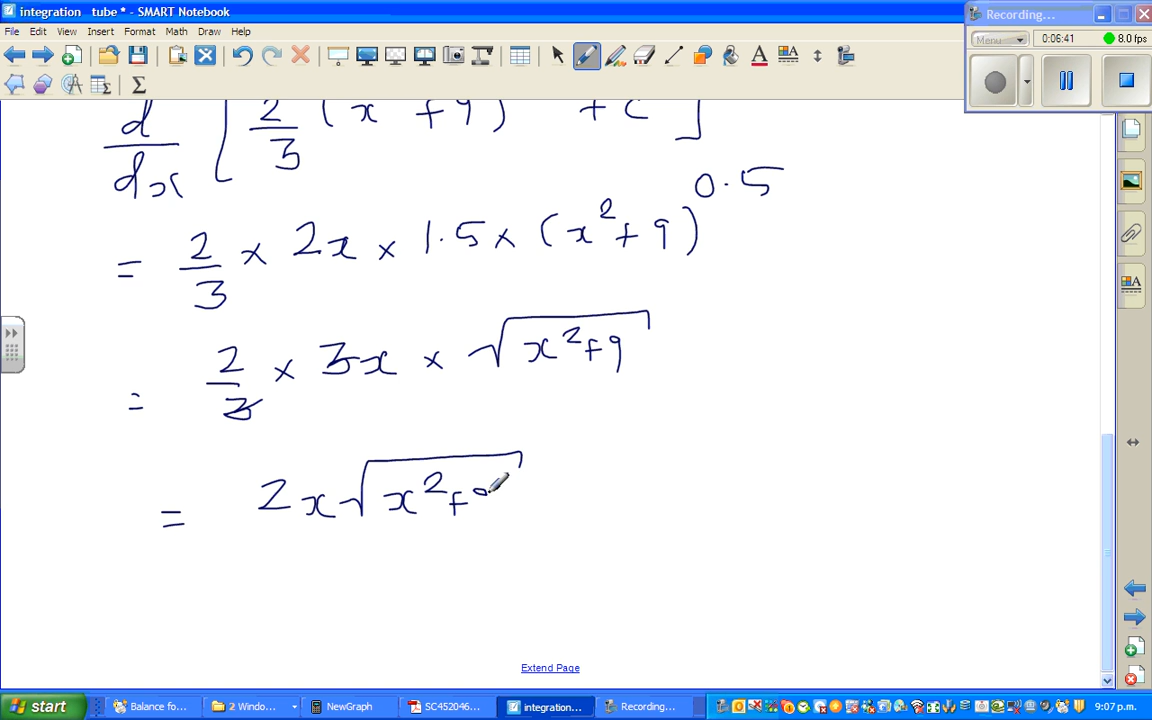 integration tube * - SMART Notebook
Recording...
File Edit View Insert Format Math Draw Help
Menu 0:06:41 8.0 fps
d/dx [ 2/3 (x + 9) + C ]
= 2/3 × 2x × 1.5 × (x² + 9)^0.5
= 2/3 × 3x × √x²+9
= 2x√x²+9
Extend Page
start Balance fo... 2 Windo... NewGraph SC452046... integration... Recording... 9:07 p.m.